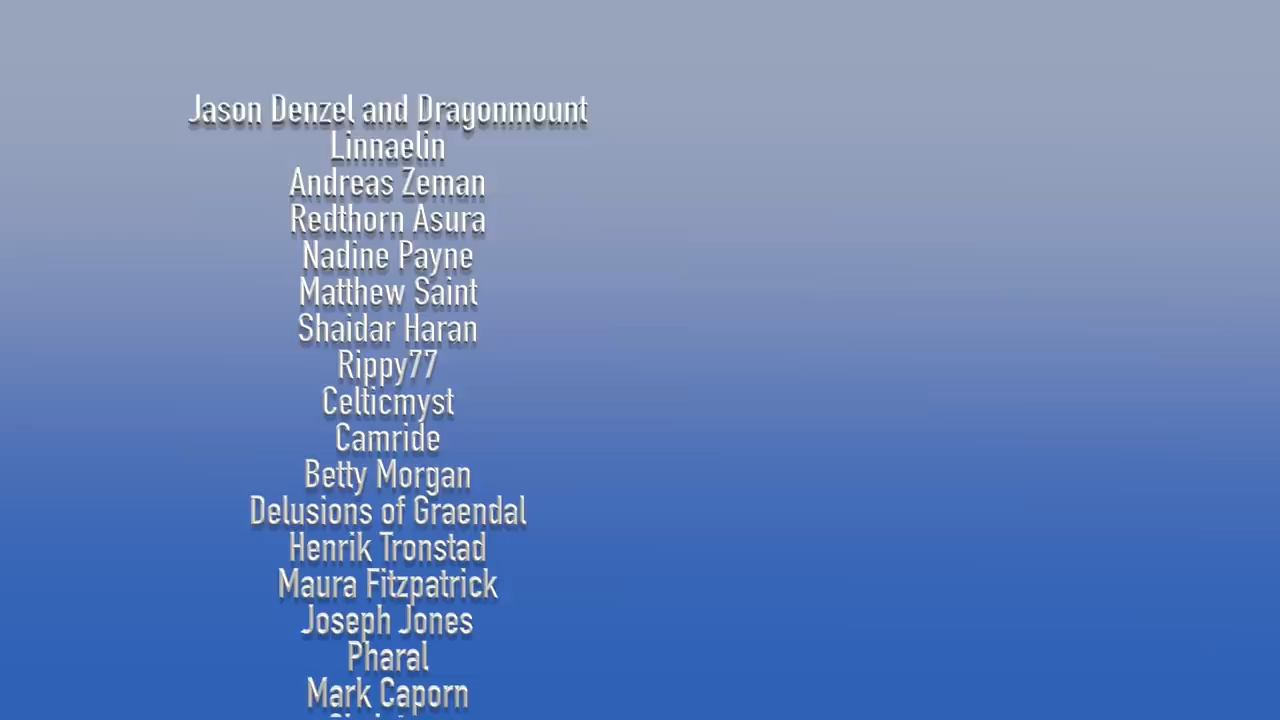 Jason Denzel and Dragonmount
Linnaelin
Andreas Zeman
Redthorn Asura
Nadine Payne
Matthew Saint
Shaidar Haran
Rippy77
Celticmyst
Camride
Betty Morgan
Delusions of Graendal
Henrik Tronstad
Maura Fitzpatrick
Joseph Jones
Pharal
Mark Caporn